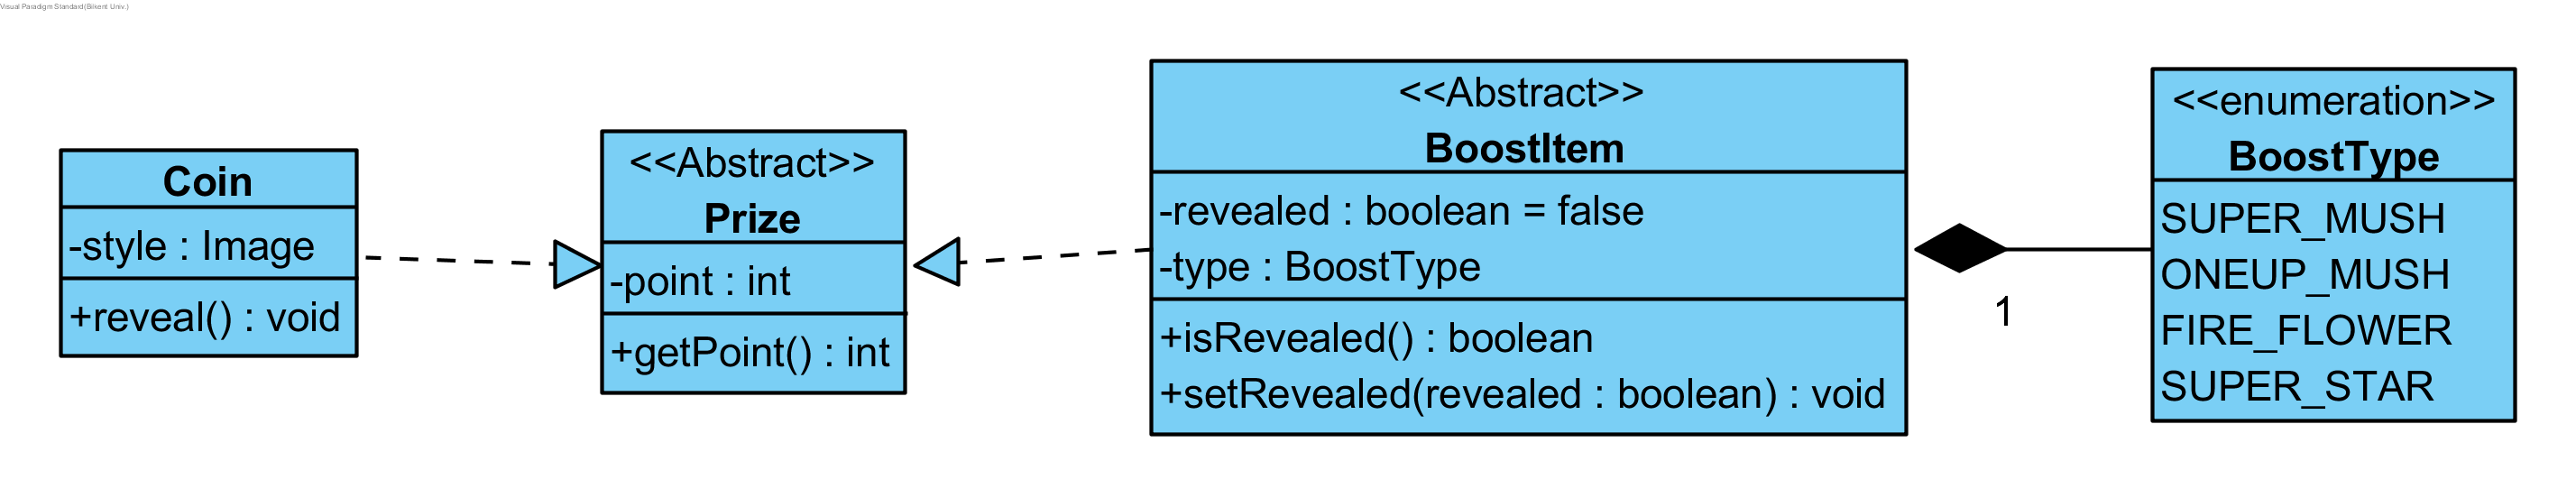 Visual Paradigm Standard(Bilkent Univ.)
Coin
-style : Image
+reveal() : void
<<Abstract>>
Prize
-point : int
+getPoint() : int
<<Abstract>>
BoostItem
-revealed : boolean = false
-type : BoostType
+isRevealed() : boolean
+setRevealed(revealed : boolean) : void
1
<<enumeration>>
BoostType
SUPER_MUSH
ONEUP_MUSH
FIRE_FLOWER
SUPER_STAR